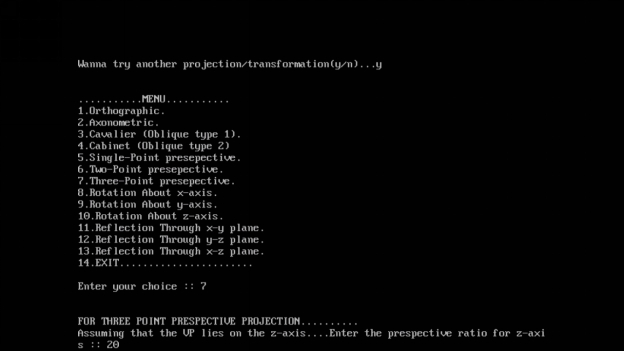 Wanna try another projection/transformation(y/n)...y
...........MENU...........
1.Orthographic.
2.Axonometric.
3.Cavalier (Oblique type 1).
4.Cabinet (Oblique type 2)
5.Single-Point presepective.
6.Two-Point presepective.
7.Three-Point presepective.
8.Rotation About x-axis.
9.Rotation About y-axis.
10.Rotation About z-axis.
11.Reflection Through x-y plane.
12.Reflection Through y-z plane.
13.Reflection Through x-z plane.
14.EXIT.......................
Enter your choice :: 7
FOR THREE POINT PRESPECTIVE PROJECTION..........
Assuming that the VP lies on the z-axis....Enter the prespective ratio for z-axi
s :: 20